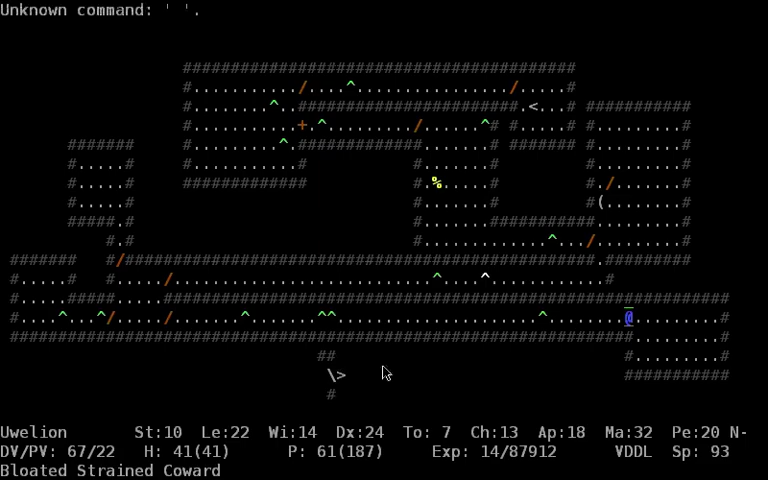 Unknown command: ' '.
Uwelion St:10 Le:22 Wi:14 Dx:24 To: 7 Ch:13 Ap:18 Ma:32 Pe:20 N-
DV/PV: 67/22 H: 41(41) P: 61(187) Exp: 14/87912 VDDL Sp: 93
Bloated Strained Coward